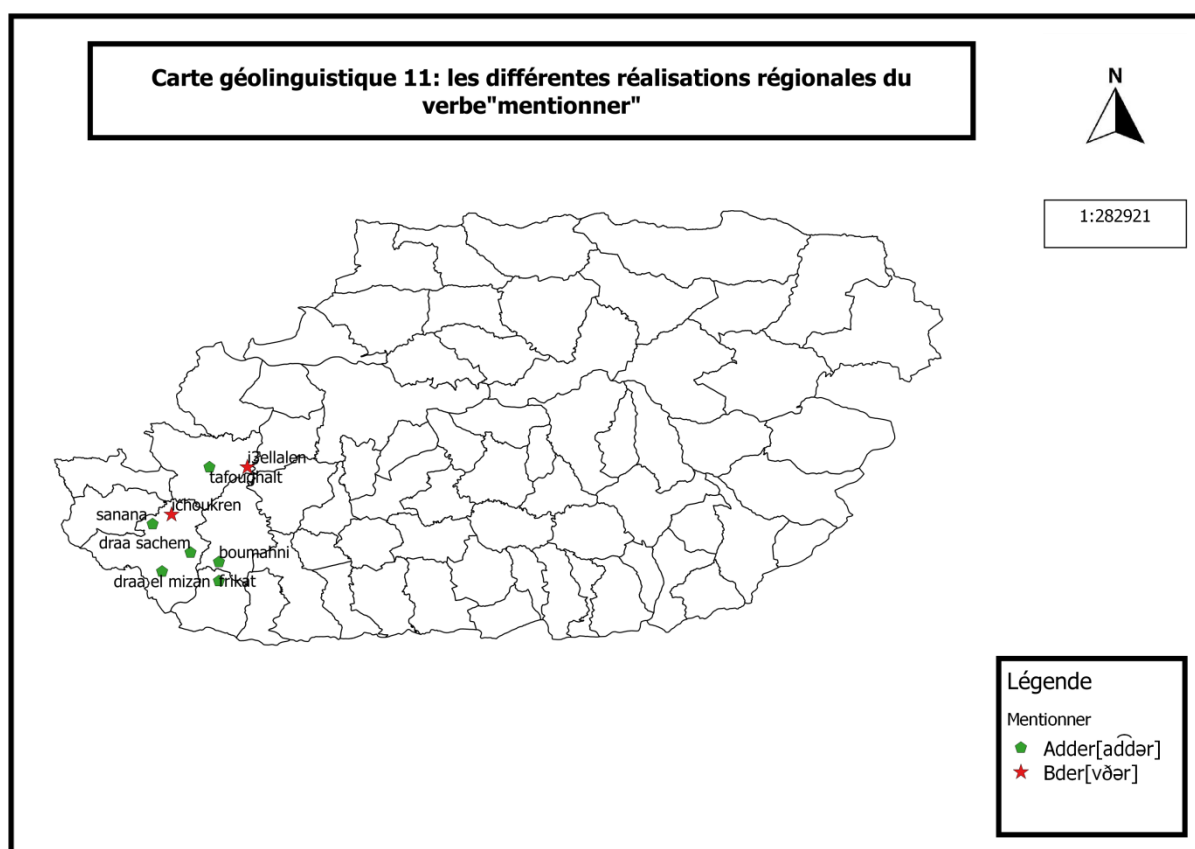 Carte géolinguistique 11: les différentes réalisations régionales du
verbe"mentionner"
N
1:282921
i3ellalen
tafoughalt
ichoukren
sanana
draa sachem
boumahni
draa el mizan
frikat
Légende
Mentionner
Adder[ad͡dər]
Bder[vðər]